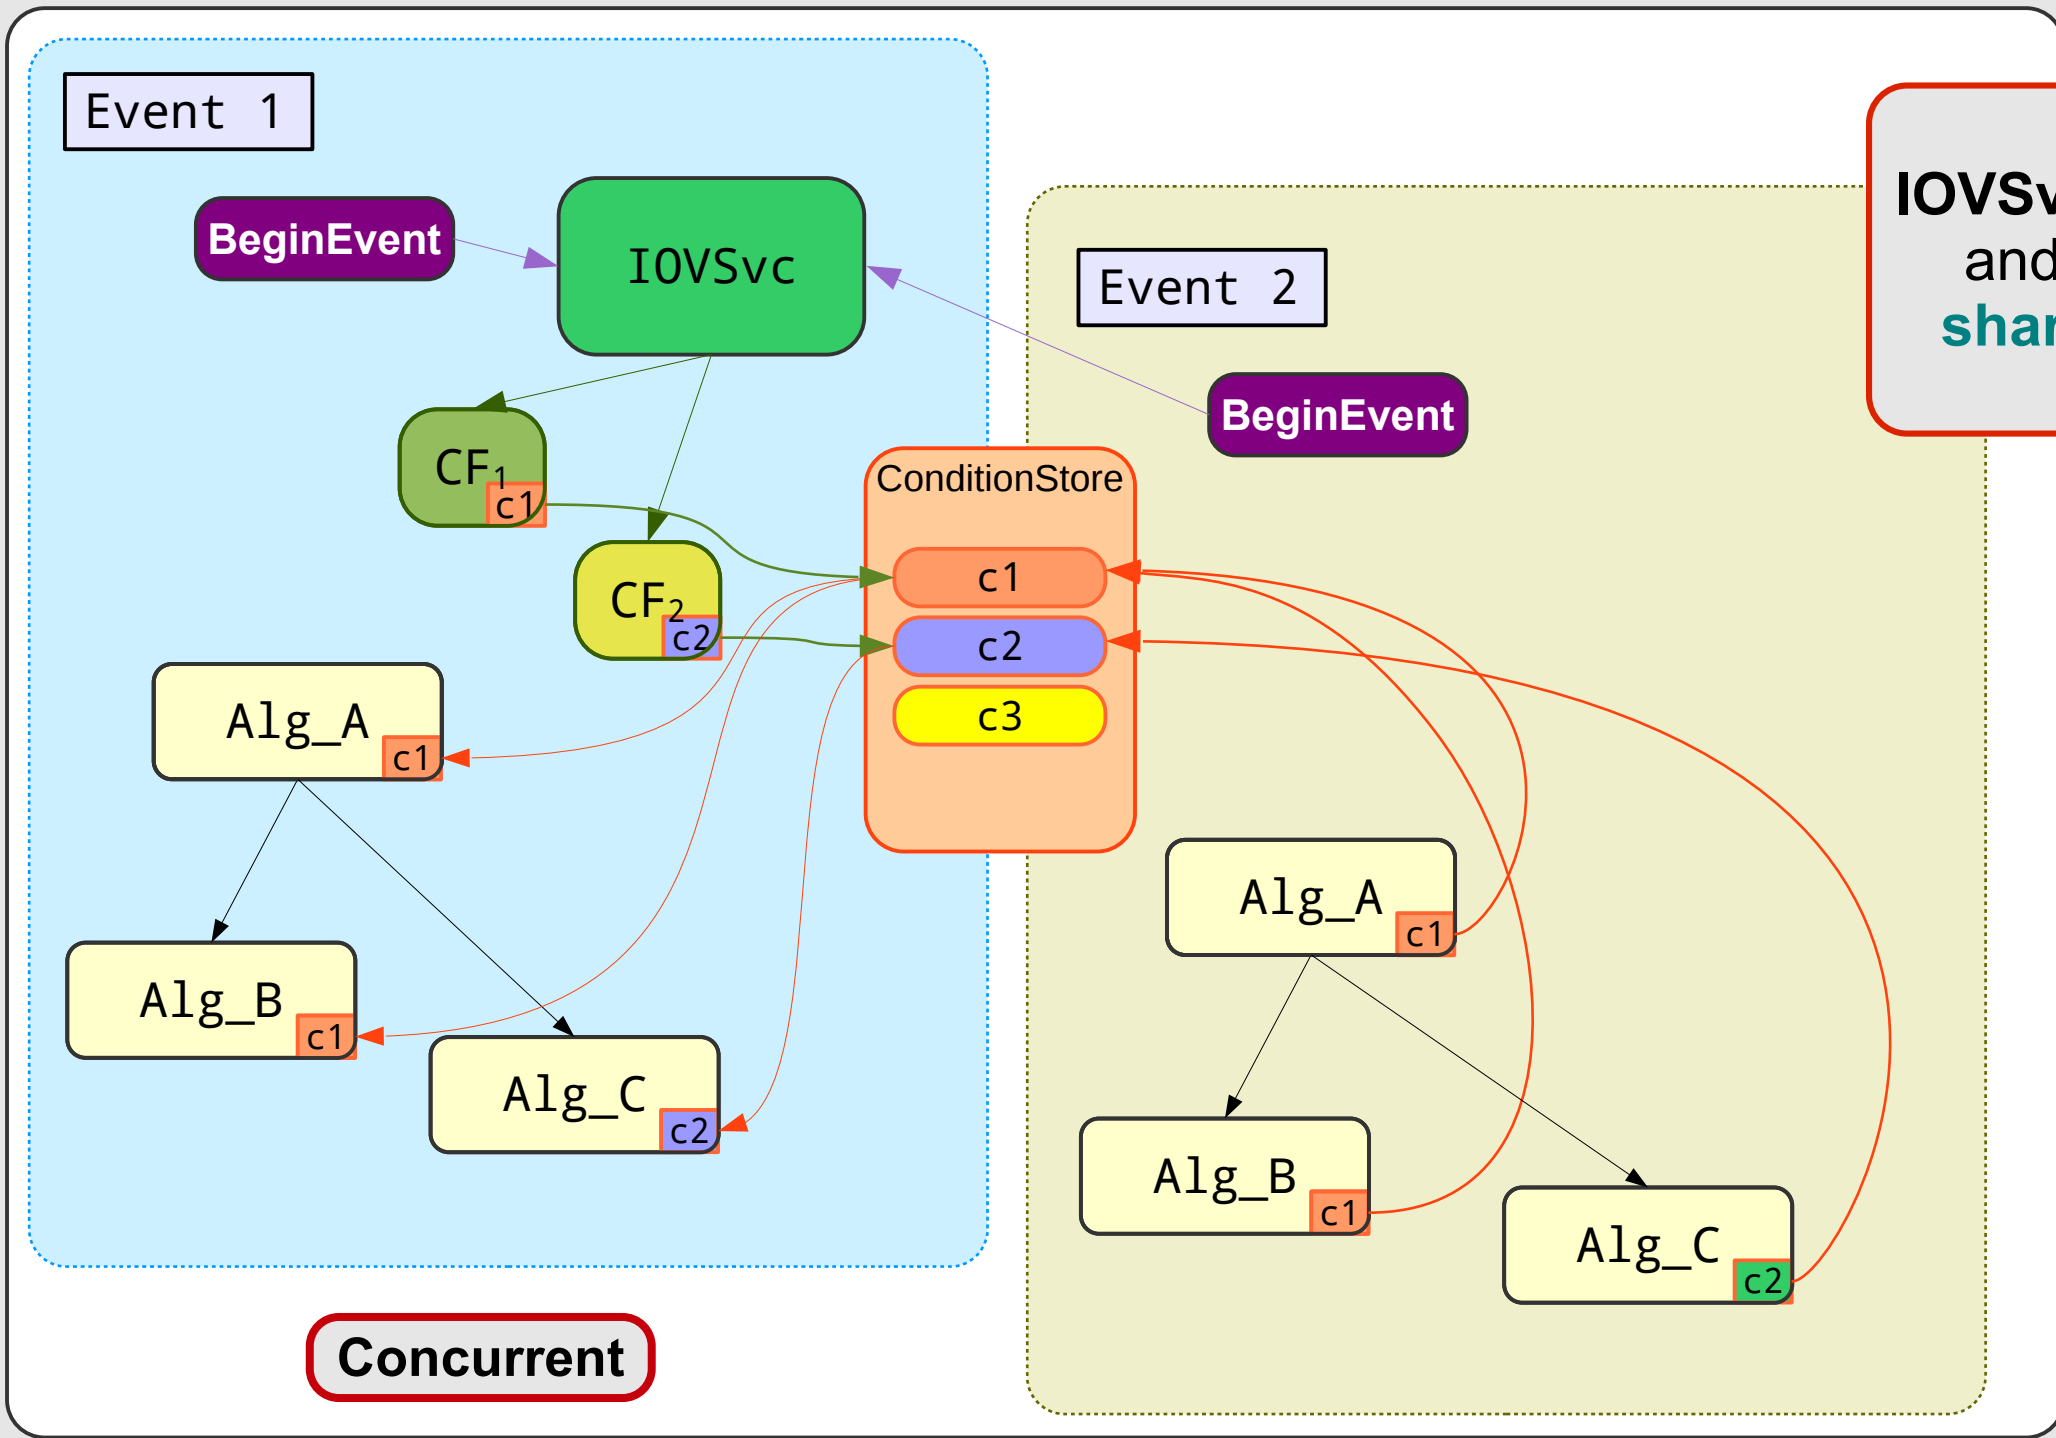 Event 1
BeginEvent
IOVSvc
Event 2
BeginEvent
and
CF1
c1
ConditionStore
CF2
c2
c1
c2
c3
Alg_A
c1
Alg_B
c1
Alg_C
c2
Alg_A
c1
Alg_B
c1
Alg_C
c2
Concurrent